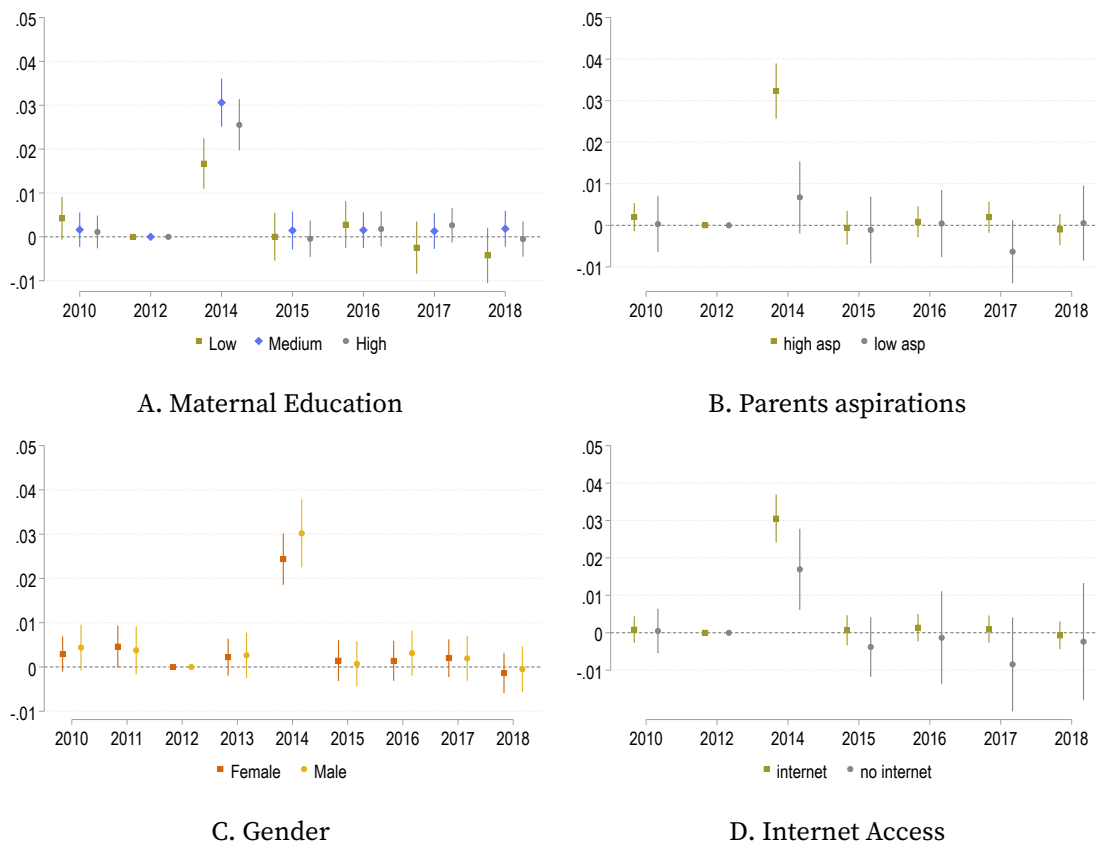 .05
.04
.03
.02
.01
0
-.01
2010 2012 2014 2015 2016 2017 2018
Low Medium High
A. Maternal Education
.05
.04
.03
.02
.01
0
-.01
2010 2012 2014 2015 2016 2017 2018
high asp low asp
B. Parents aspirations
.05
.04
.03
.02
.01
0
-.01
2010 2011 2012 2013 2014 2015 2016 2017 2018
Female Male
C. Gender
.05
.04
.03
.02
.01
0
-.01
2010 2012 2014 2015 2016 2017 2018
internet no internet
D. Internet Access